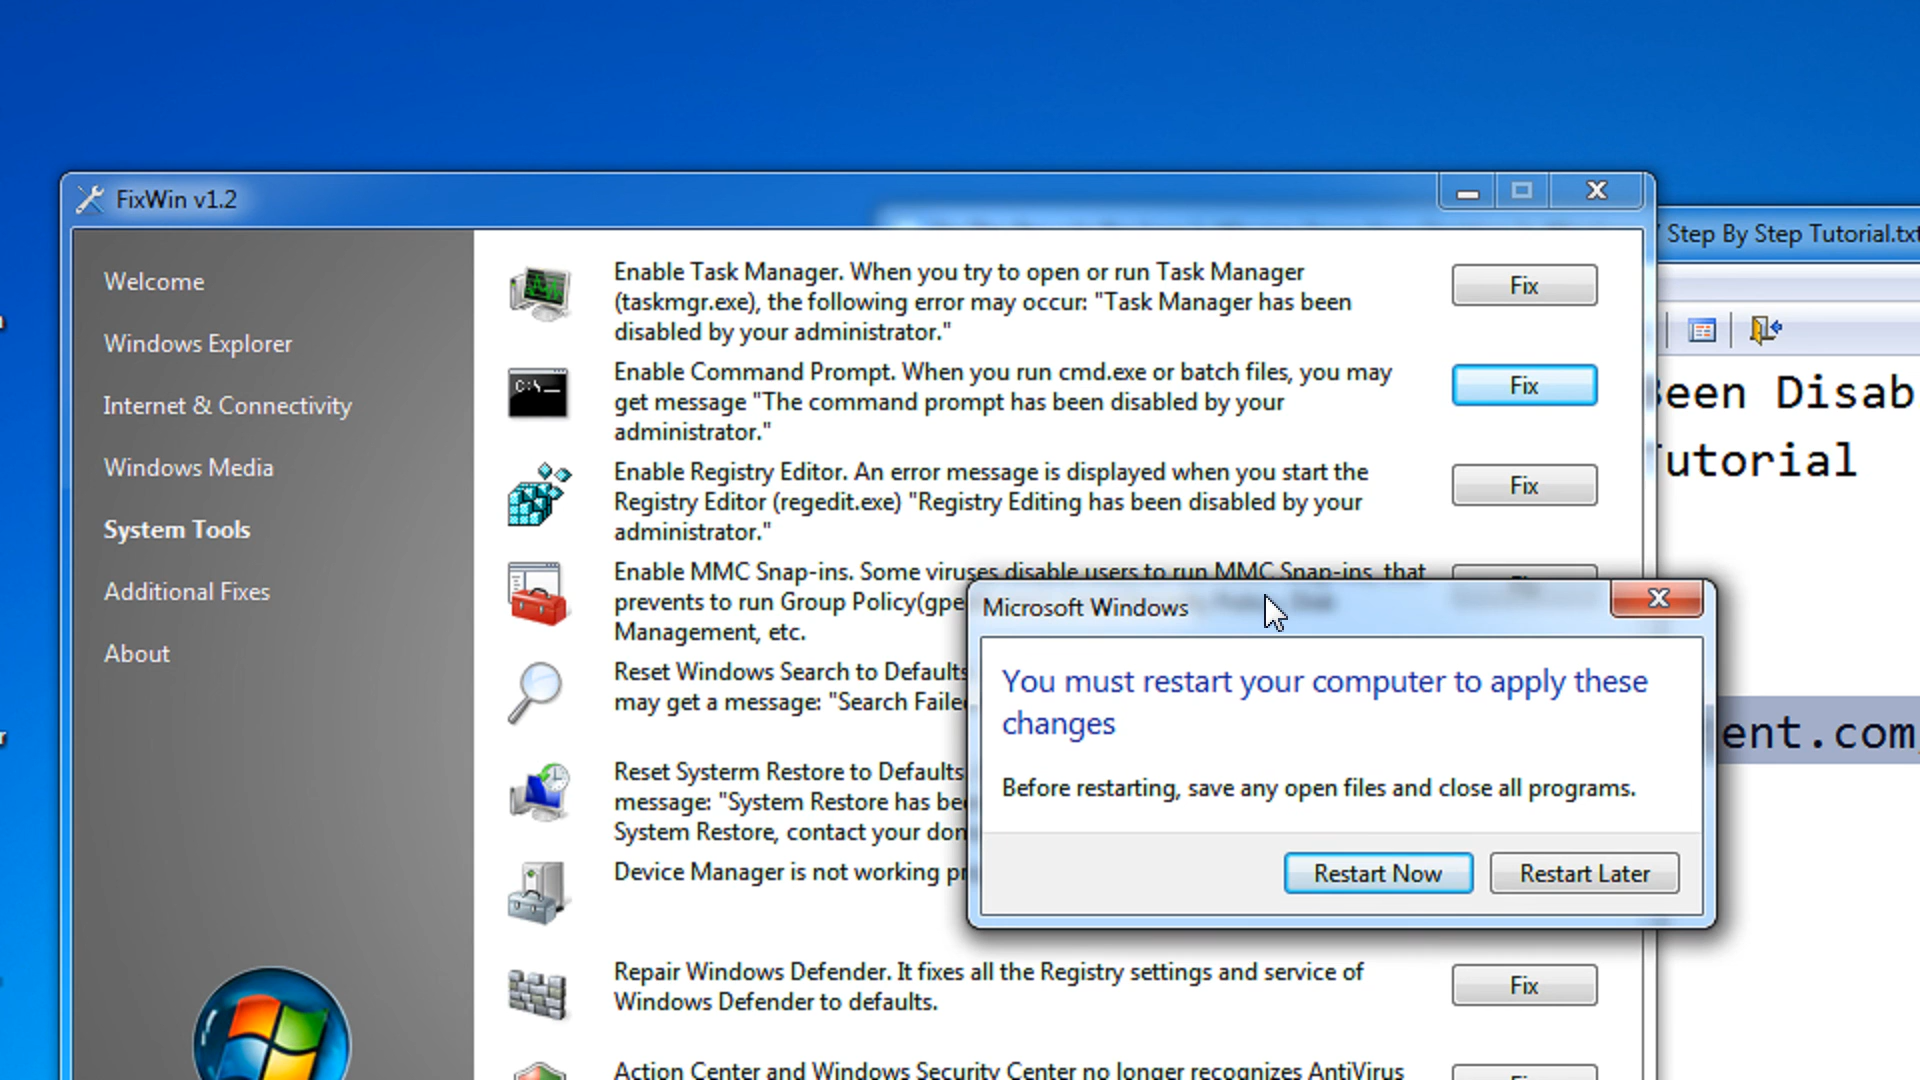 FixWin v1.2
Step By Step Tutorial.txt
Welcome
Windows Explorer
Internet & Connectivity
Windows Media
System Tools
Additional Fixes
About
Enable Task Manager. When you try to open or run Task Manager
(taskmgr.exe), the following error may occur: "Task Manager has been
disabled by your administrator."
Fix
Enable Command Prompt. When you run cmd.exe or batch files, you may
get message "The command prompt has been disabled by your
administrator."
Fix
Enable Registry Editor. An error message is displayed when you start the
Registry Editor (regedit.exe) "Registry Editing has been disabled by your
administrator."
Fix
Enable MMC Snap-ins. Some viruses disable users to run MMC Snap-ins, that
prevents to run Group Policy(gpe
Management, etc.
Reset Windows Search to Defaults
may get a message: "Search Faile
Reset Systerm Restore to Defaults
message: "System Restore has bee
System Restore, contact your don
Device Manager is not working pr
Repair Windows Defender. It fixes all the Registry settings and service of
Windows Defender to defaults.
Fix
Action Center and Windows Security Center no longer recognizes AntiVirus
Microsoft Windows
You must restart your computer to apply these
changes
Before restarting, save any open files and close all programs.
Restart Now
Restart Later
Been Disab
Tutorial
ent.com